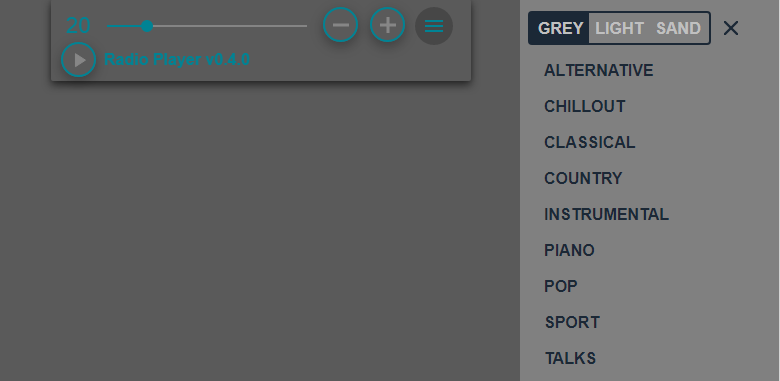 20
Radio Player v0.4.0
GREY LIGHT SAND
ALTERNATIVE
CHILLOUT
CLASSICAL
COUNTRY
INSTRUMENTAL
PIANO
POP
SPORT
TALKS